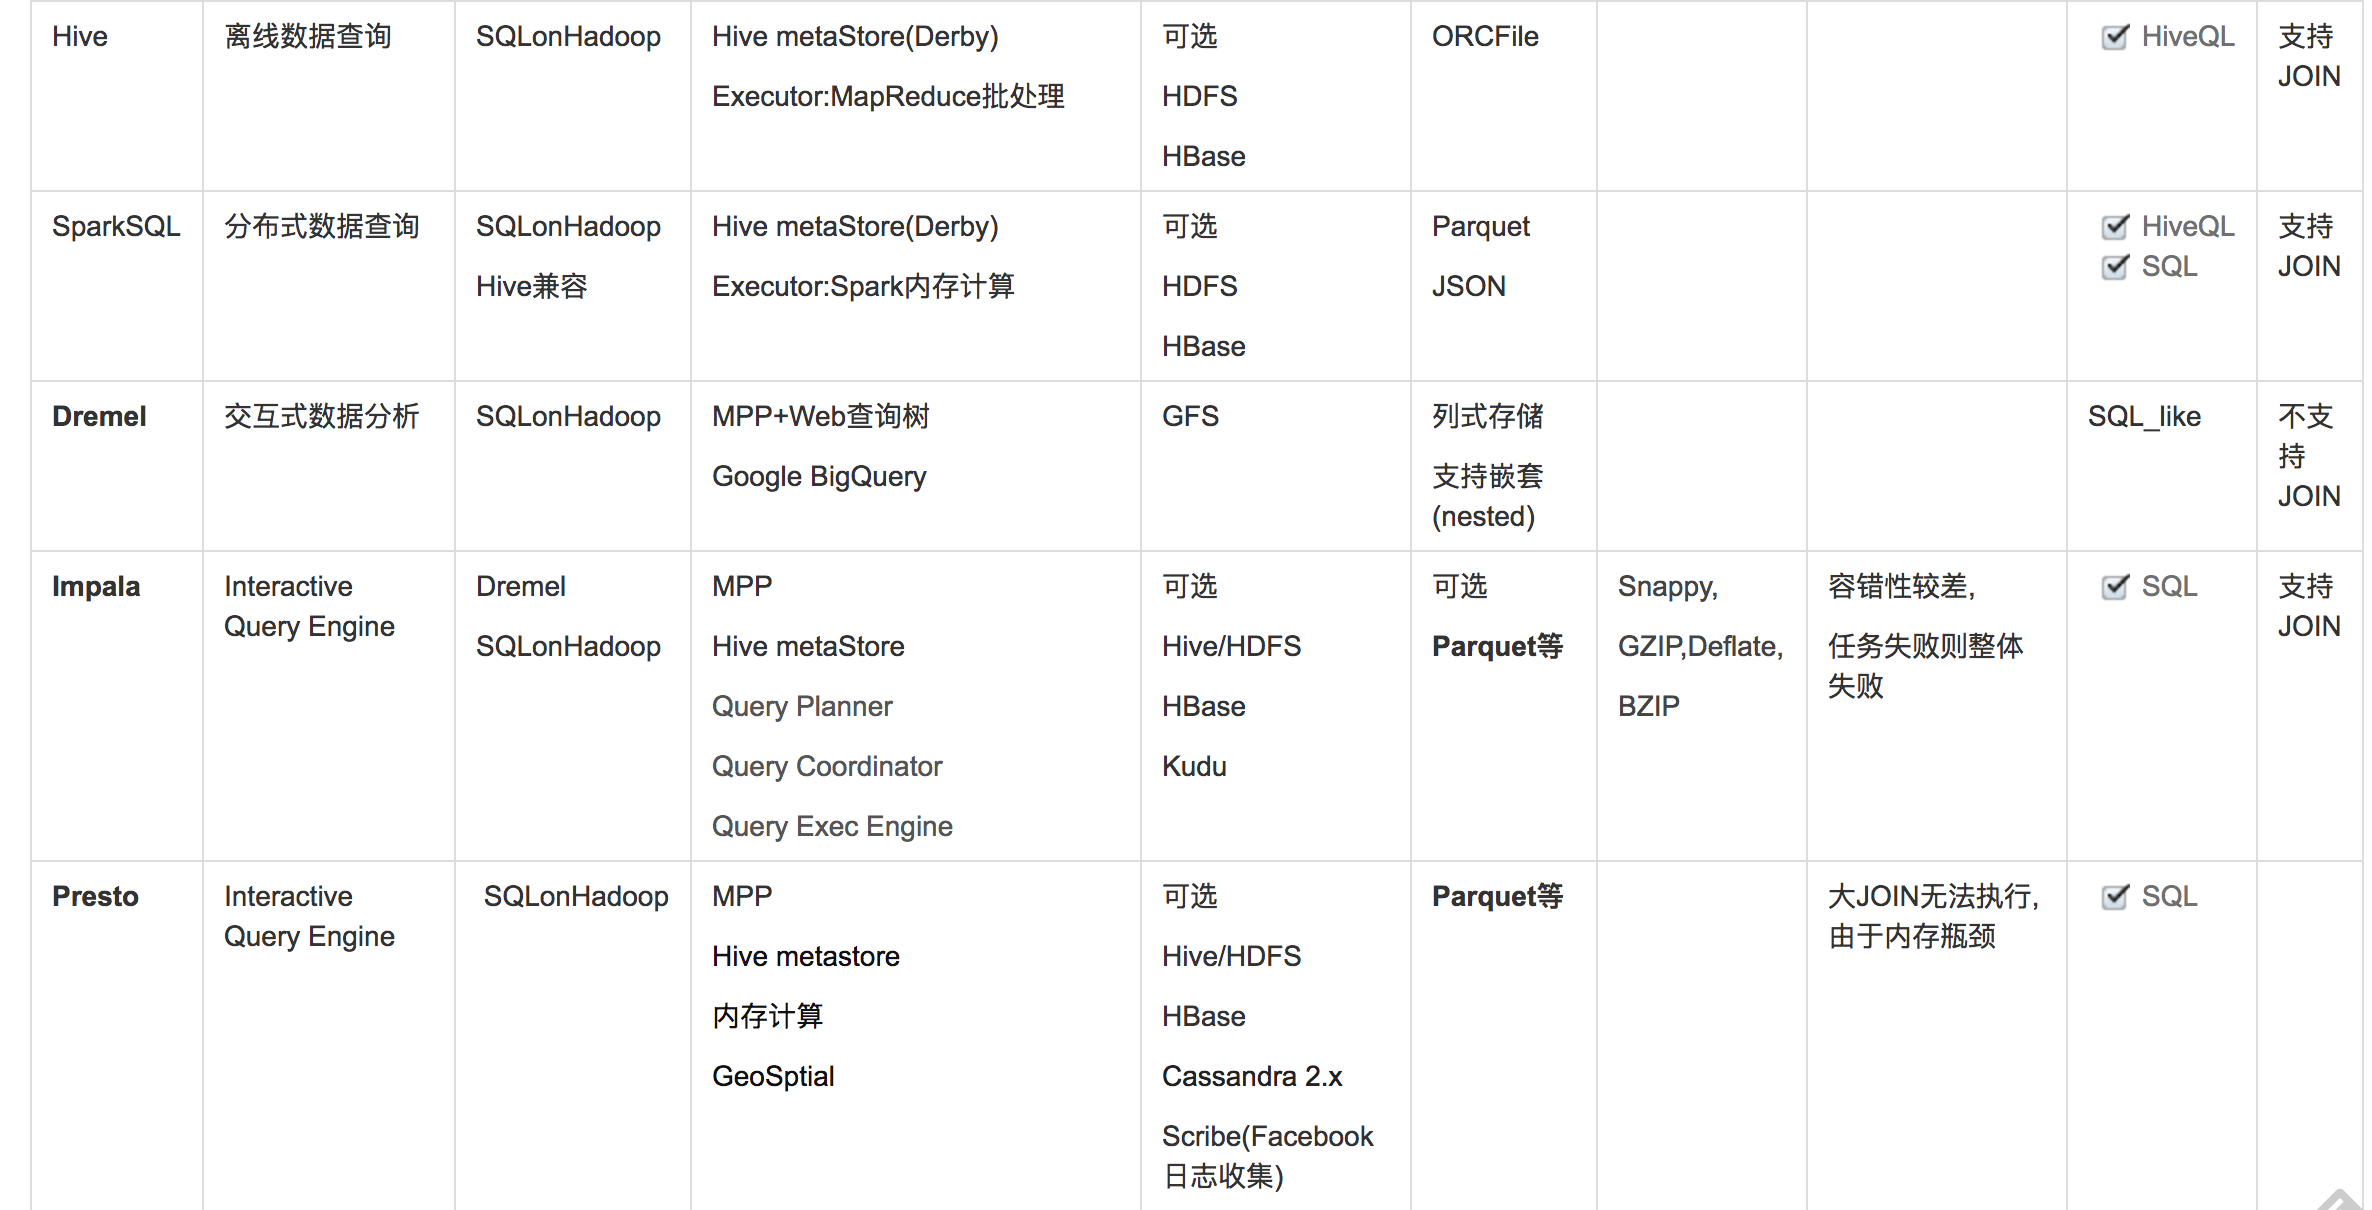 Hive
离线数据查询
SQLonHadoop
Hive metaStore(Derby)
Executor:MapReduce批处理
可选
HDFS
HBase
ORCFile
HiveQL
支持
JOIN
SparkSQL
分布式数据查询
SQLonHadoop
Hive兼容
Hive metaStore(Derby)
Executor:Spark内存计算
可选
HDFS
HBase
Parquet
JSON
HiveQL
SQL
支持
JOIN
Dremel
交互式数据分析
SQLonHadoop
MPP+Web查询树
Google BigQuery
GFS
列式存储
支持嵌套
(nested)
SQL_like
不支
持
JOIN
Impala
Interactive
Query Engine
Dremel
SQLonHadoop
MPP
Hive metaStore
Query Planner
Query Coordinator
Query Exec Engine
可选
Hive/HDFS
HBase
Kudu
可选
Parquet等
Snappy,
GZIP,Deflate,
BZIP
容错性较差,
任务失败则整体
失败
SQL
支持
JOIN
Presto
Interactive
Query Engine
SQLonHadoop
MPP
Hive metastore
内存计算
GeoSptial
可选
Hive/HDFS
HBase
Cassandra 2.x
Scribe(Facebook
日志收集)
Parquet等
大JOIN无法执行,
由于内存瓶颈
SQL